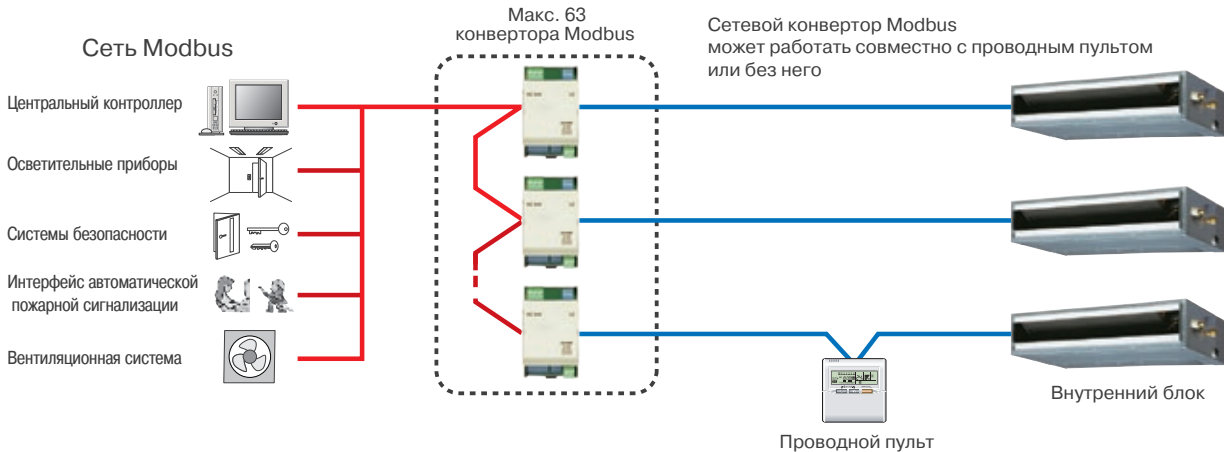 Сеть Modbus
Макс. 63
конвертора Modbus
Сетевой конвертор Modbus
может работать совместно с проводным пультом
или без него
Центральный контроллер
Осветительные приборы
Системы безопасности
Интерфейс автоматической
пожарной сигнализации
Вентиляционная система
Внутренний блок
Проводной пульт